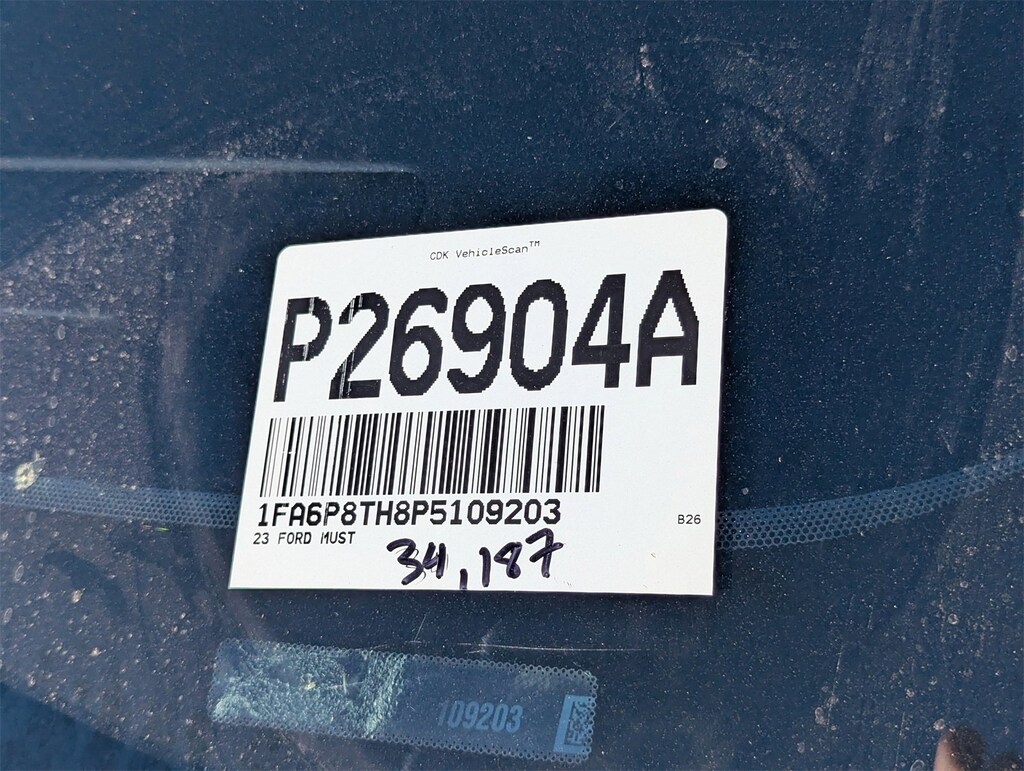 CDK VehicleScan™
P26904A
1FA6P8TH8P5109203
B26
23 FORD MUST
34,187
109203